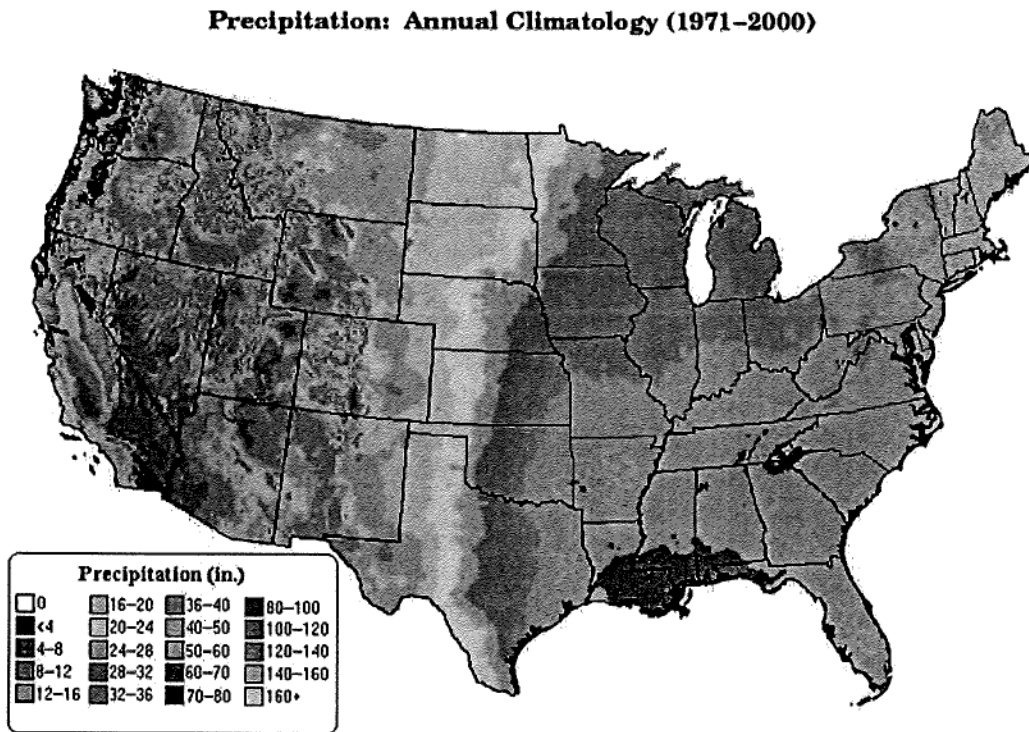 Precipitation: Annual Climatology (1971–2000)
Precipitation (in.)
0 16–20 36–40 80–100
<4 20–24 40–50 100–120
4–8 24–28 50–60 120–140
8–12 28–32 60–70 140–160
12–16 32–36 70–80 160+